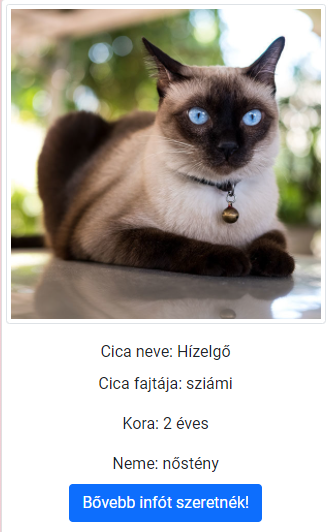 Cica neve: Hízelgő
Cica fajtája: sziámi
Kora: 2 éves
Neme: nőstény
Bővebb infót szeretnék!